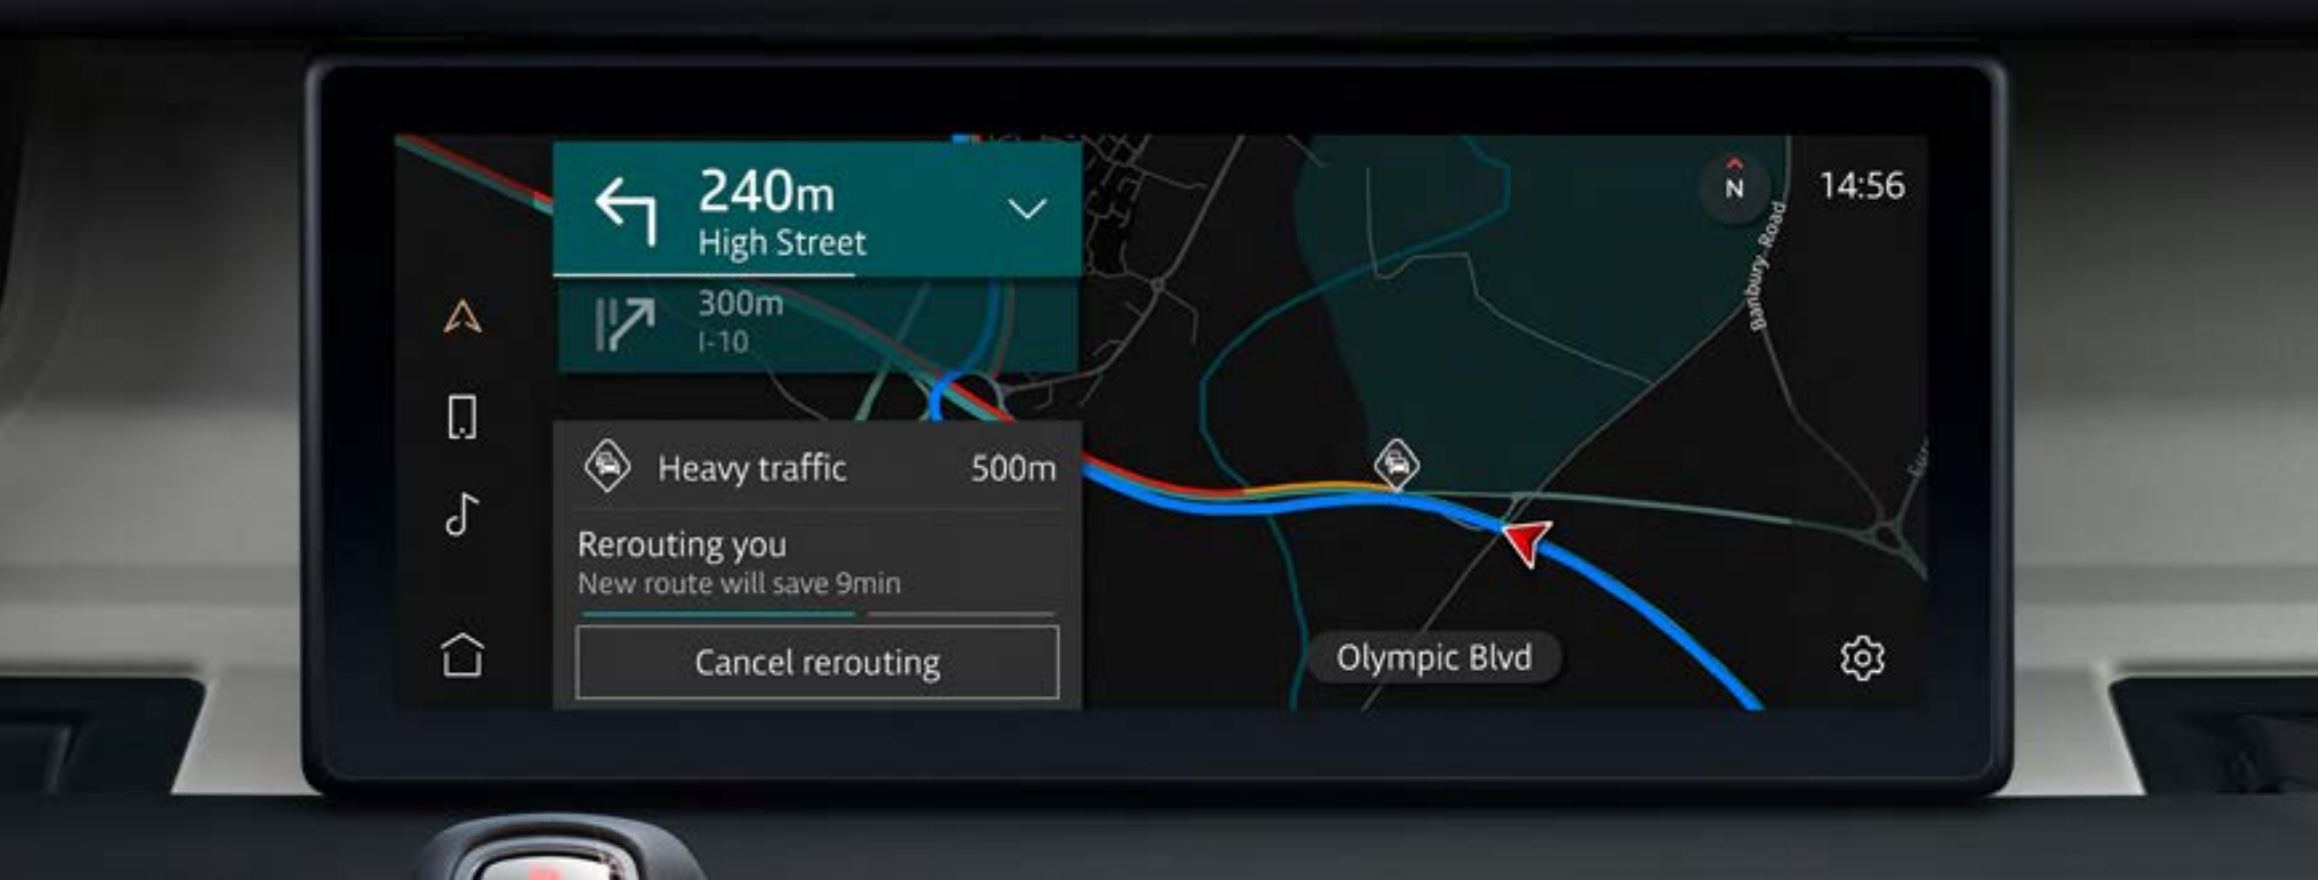 240m
High Street
300m
I-10
Heavy traffic
500m
Rerouting you
New route will save 9min
Cancel rerouting
N
14:56
Banbury Road
Olympic Blvd